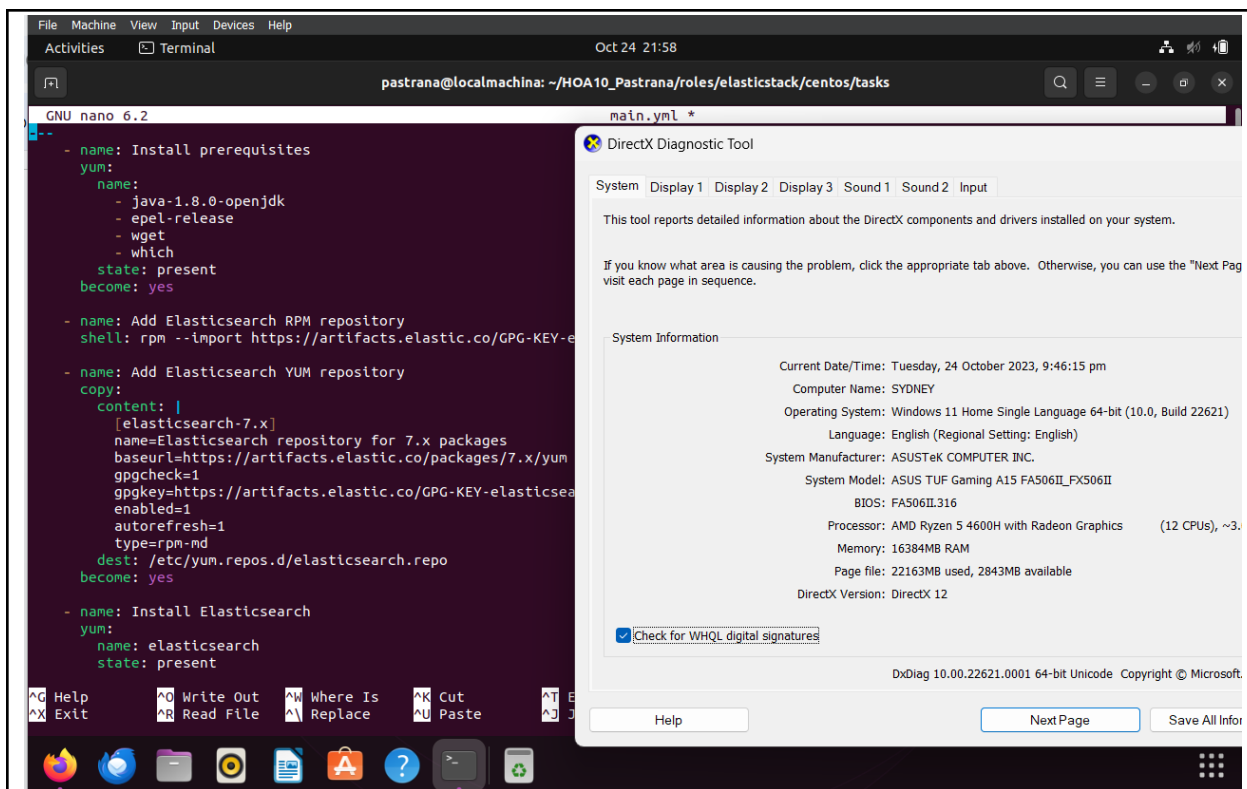 File Machine View Input Devices Help
Activities Terminal Oct 24 21:58
pastrana@localmachina: ~/HOA10_Pastrana/roles/elasticstack/centos/tasks
GNU nano 6.2 main.yml *
---
- name: Install prerequisites
yum:
name:
- java-1.8.0-openjdk
- epel-release
- wget
- which
state: present
become: yes
- name: Add Elasticsearch RPM repository
shell: rpm --import https://artifacts.elastic.co/GPG-KEY-e
- name: Add Elasticsearch YUM repository
copy:
content: |
[elasticsearch-7.x]
name=Elasticsearch repository for 7.x packages
baseurl=https://artifacts.elastic.co/packages/7.x/yum
gpgcheck=1
gpgkey=https://artifacts.elastic.co/GPG-KEY-elasticsea
enabled=1
autorefresh=1
type=rpm-md
dest: /etc/yum.repos.d/elasticsearch.repo
become: yes
- name: Install Elasticsearch
yum:
name: elasticsearch
state: present
^G Help ^O Write Out ^W Where Is ^K Cut ^T E
^X Exit ^R Read File ^\ Replace ^U Paste ^J J
DirectX Diagnostic Tool
System Display 1 Display 2 Display 3 Sound 1 Sound 2 Input
This tool reports detailed information about the DirectX components and drivers installed on your system.
If you know what area is causing the problem, click the appropriate tab above. Otherwise, you can use the "Next Pag
visit each page in sequence.
System Information
Current Date/Time: Tuesday, 24 October 2023, 9:46:15 pm
Computer Name: SYDNEY
Operating System: Windows 11 Home Single Language 64-bit (10.0, Build 22621)
Language: English (Regional Setting: English)
System Manufacturer: ASUSTeK COMPUTER INC.
System Model: ASUS TUF Gaming A15 FA506II_FX506II
BIOS: FA506II.316
Processor: AMD Ryzen 5 4600H with Radeon Graphics (12 CPUs), ~3.
Memory: 16384MB RAM
Page file: 22163MB used, 2843MB available
DirectX Version: DirectX 12
Check for WHQL digital signatures
DxDiag 10.00.22621.0001 64-bit Unicode Copyright © Microsoft.
Help Next Page Save All Infor